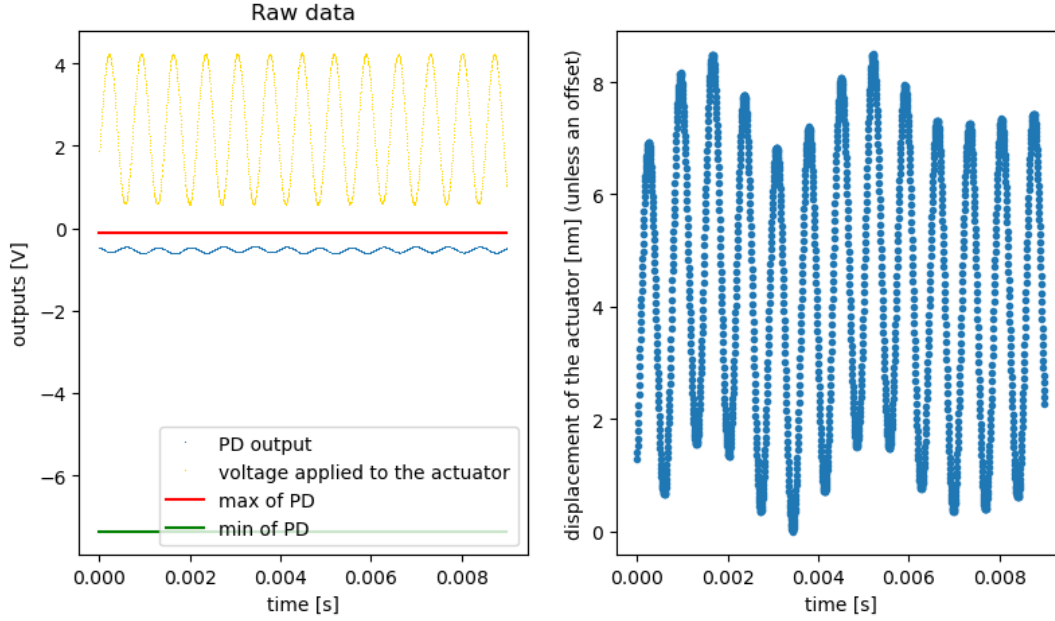 Raw data
outputs [V]
4
2
0
−2
−4
−6
PD output
voltage applied to the actuator
max of PD
min of PD
0.000
0.002
0.004
0.006
0.008
time [s]
displacement of the actuator [nm] (unless an offset)
8
6
4
2
0
0.000
0.002
0.004
0.006
0.008
time [s]